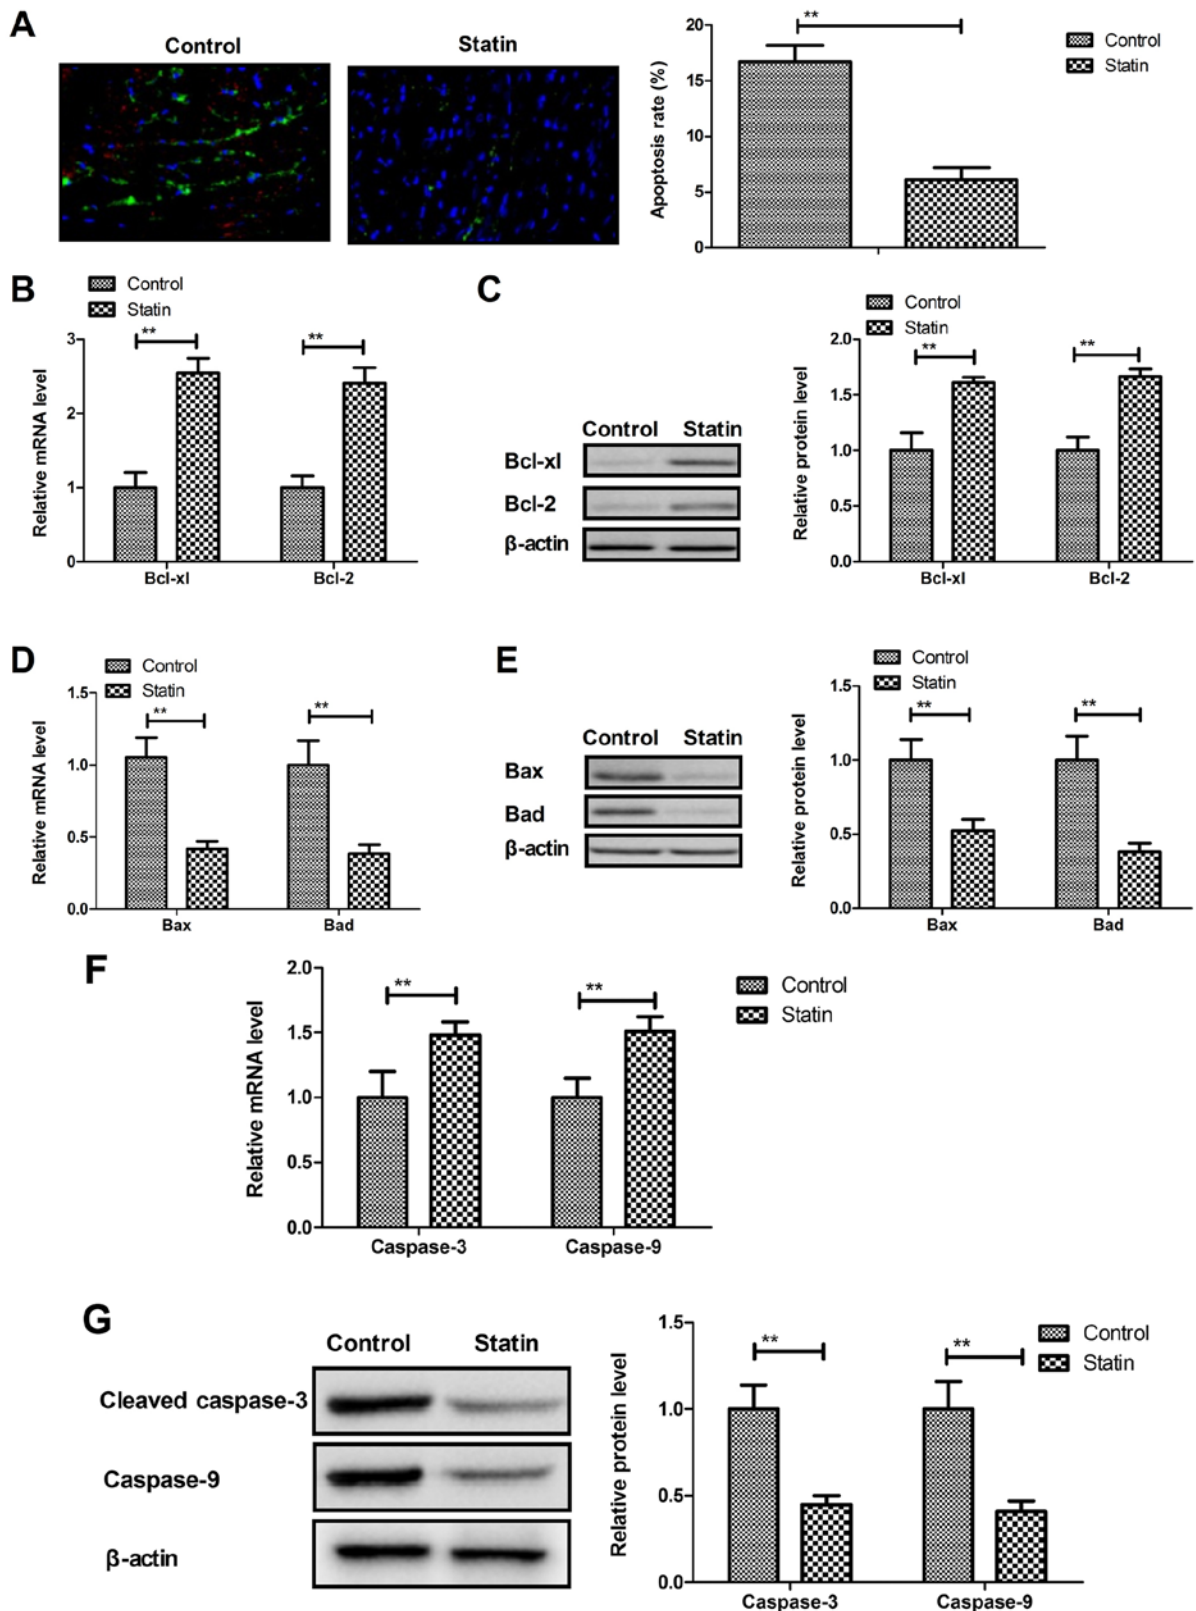 A
Control
Statin
**
Control
Statin
Apoptosis rate (%)
20
15
10
5
0
B
Control
Statin
**
**
Relative mRNA level
3
2
1
0
Bcl-xl
Bcl-2
C
Control
Statin
Bcl-xl
Bcl-2
β-actin
Control
Statin
**
**
Relative protein level
2.0
1.5
1.0
0.5
0.0
Bcl-xl
Bcl-2
D
Control
Statin
**
**
Relative mRNA level
1.5
1.0
0.5
0.0
Bax
Bad
E
Control
Statin
Bax
Bad
β-actin
Control
Statin
**
**
Relative protein level
1.5
1.0
0.5
0.0
Bax
Bad
F
Control
Statin
**
**
Relative mRNA level
2.0
1.5
1.0
0.5
0.0
Caspase-3
Caspase-9
G
Control
Statin
Cleaved caspase-3
Caspase-9
β-actin
Control
Statin
**
**
Relative protein level
1.5
1.0
0.5
0.0
Caspase-3
Caspase-9